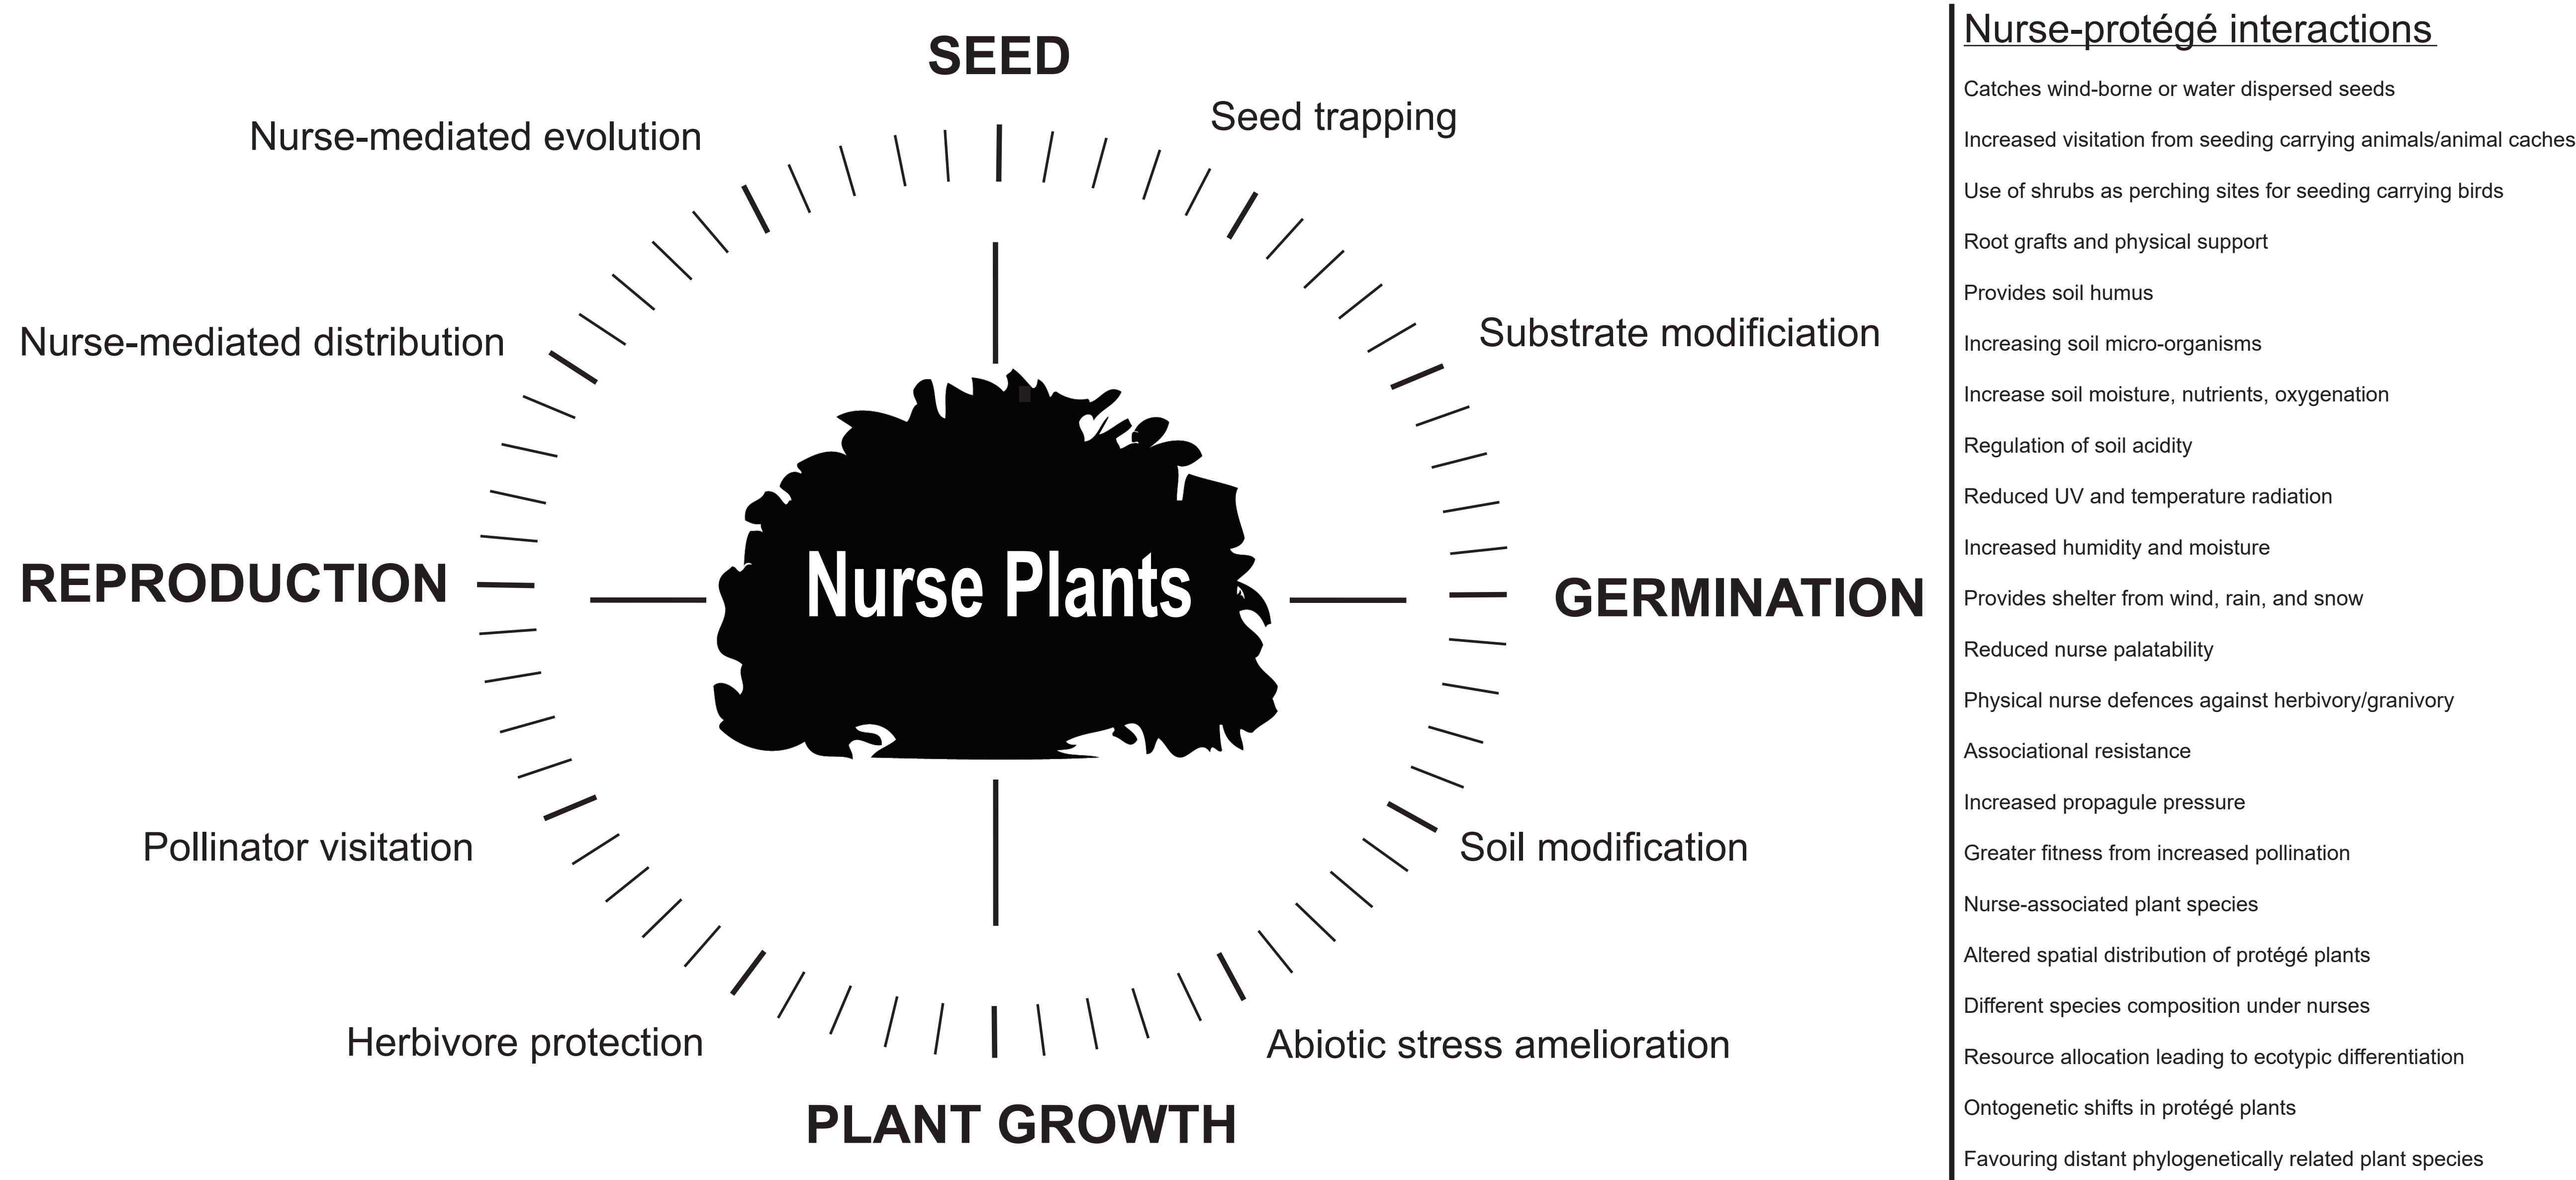 SEED
Seed trapping
Nurse-mediated evolution
Substrate modificiation
Nurse-mediated distribution
Nurse Plants
REPRODUCTION
GERMINATION
Pollinator visitation
Soil modification
Herbivore protection
Abiotic stress amelioration
PLANT GROWTH
Nurse-protégé interactions
Catches wind-borne or water dispersed seeds
Increased visitation from seeding carrying animals/animal caches
Use of shrubs as perching sites for seeding carrying birds
Root grafts and physical support
Provides soil humus
Increasing soil micro-organisms
Increase soil moisture, nutrients, oxygenation
Regulation of soil acidity
Reduced UV and temperature radiation
Increased humidity and moisture
Provides shelter from wind, rain, and snow
Reduced nurse palatability
Physical nurse defences against herbivory/granivory
Associational resistance
Increased propagule pressure
Greater fitness from increased pollination
Nurse-associated plant species
Altered spatial distribution of protégé plants
Different species composition under nurses
Resource allocation leading to ecotypic differentiation
Ontogenetic shifts in protégé plants
Favouring distant phylogenetically related plant species